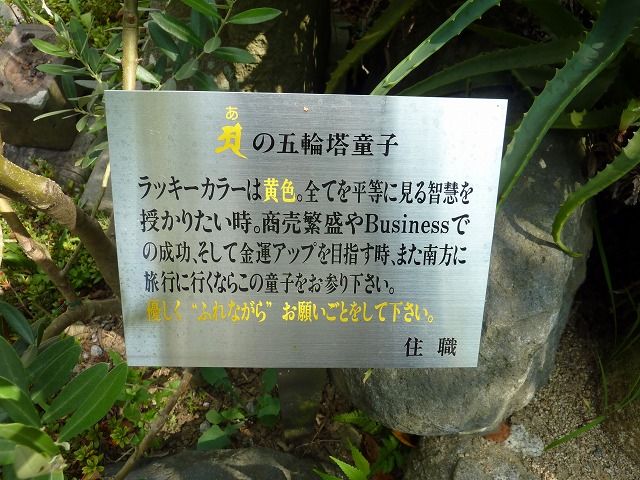 あ
𑖀の五輪塔童子
ラッキーカラーは黄色。全てを平等に見る智慧を
授かりたい時。商売繁盛やBusinessで
の成功、そして金運アップを目指す時、また南方に
旅行に行くならこの童子をお参り下さい。
優しく“ふれながら”お願いごとをして下さい。
住 職